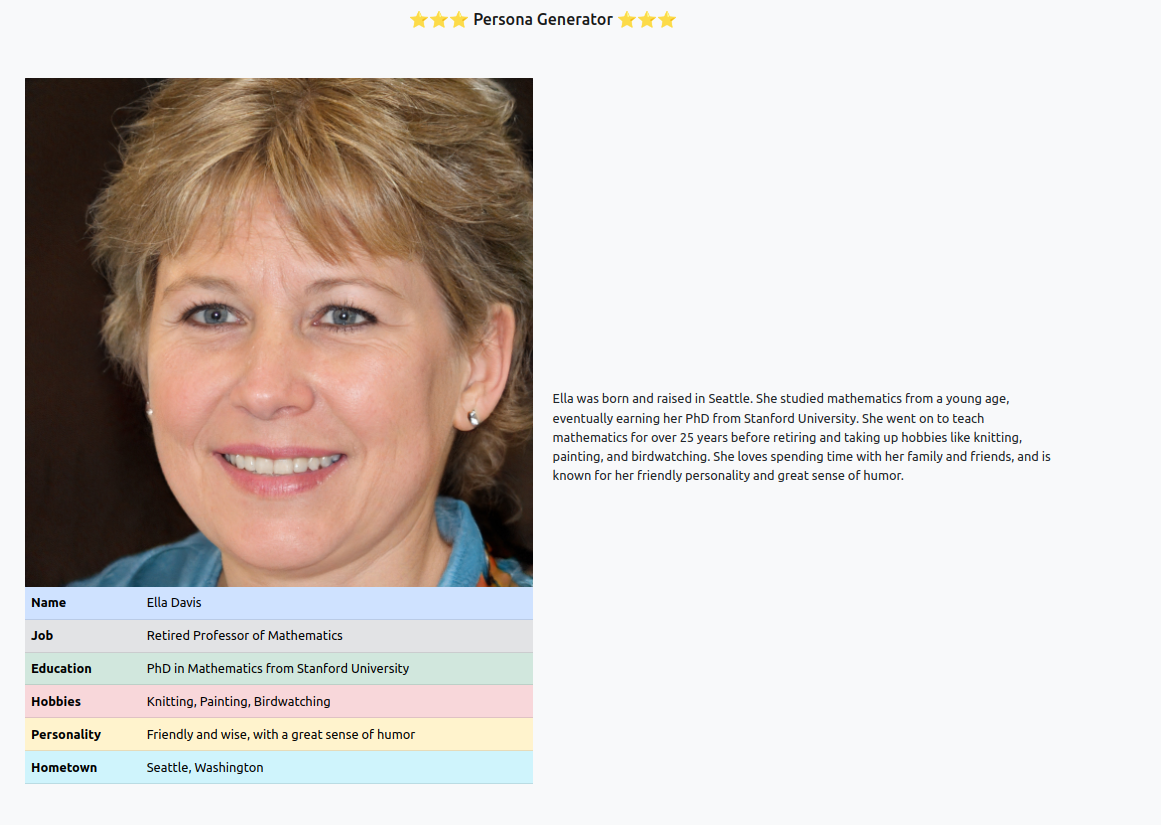 ⭐⭐⭐ Persona Generator ⭐⭐⭐
Ella was born and raised in Seattle. She studied mathematics from a young age,
eventually earning her PhD from Stanford University. She went on to teach
mathematics for over 25 years before retiring and taking up hobbies like knitting,
painting, and birdwatching. She loves spending time with her family and friends, and is
known for her friendly personality and great sense of humor.
Name Ella Davis
Job Retired Professor of Mathematics
Education PhD in Mathematics from Stanford University
Hobbies Knitting, Painting, Birdwatching
Personality Friendly and wise, with a great sense of humor
Hometown Seattle, Washington